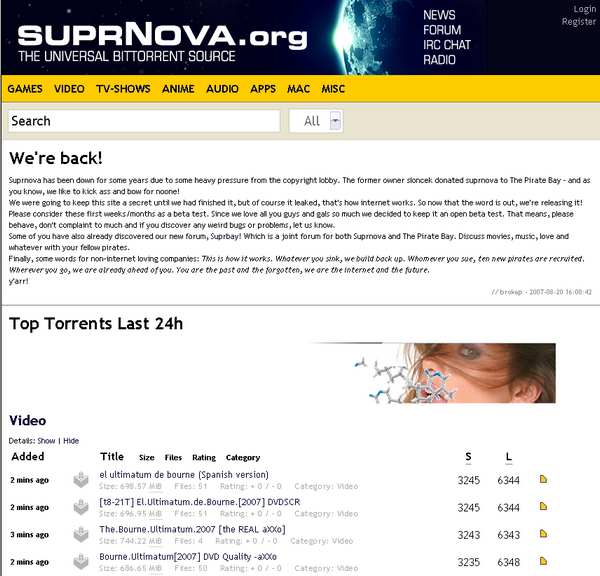 SUPRNOVA.org
THE UNIVERSAL BITTORRENT SOURCE
NEWS
FORUM
IRC CHAT
RADIO
Login
Register
GAMES VIDEO TV-SHOWS ANIME AUDIO APPS MAC MISC
Search All
We're back!
Suprnova has been down for some years due to some heavy pressure from the copyright lobby. The former owner sloncek donated suprnova to The Pirate Bay - and as
you know, we like to kick ass and bow for noone!
We were going to keep this site a secret until we had finished it, but of course it leaked, that's how internet works. So now that the word is out, we're releasing it!
Please consider these first weeks/months as a beta test. Since we love all you guys and gals so much we decided to keep it an open beta test. That means, please
behave, don't complaint to much and if you discover any weird bugs or problems, let us know.
Some of you have also already discovered our new forum, Suprbay! Which is a joint forum for both Suprnova and The Pirate Bay. Discuss movies, music, love and
whatever with your fellow pirates.
Finally, some words for non-internet loving companies: This is how it works. Whatever you sink, we build back up. Whomever you sue, ten new pirates are recruited.
Wherever you go, we are already ahead of you. You are the past and the forgotten, we are the internet and the future.
y'arr!
// brokep - 2007-08-20 16:00:42
Top Torrents Last 24h
Video
Details: Show | Hide
Added Title Size Files Rating Category S L
2 mins ago el ultimatum de bourne (Spanish version) 3245 6344
Size: 698.57 MiB Files: 51 Rating: + 0 / - 0 Category: Video
2 mins ago [t8-21T] El.Ultimatum.de.Bourne.[2007] DVDSCR 3245 6344
Size: 696.95 MiB Files: 51 Rating: + 0 / - 0 Category: Video
3 mins ago The.Bourne.Ultimatum.2007 [the REAL aXXo] 3243 6343
Size: 744.22 MiB Files: 4 Rating: + 0 / - 0 Category: Video
2 mins ago Bourne.Ultimatum[2007] DVD Quality -aXXo 3235 6348
Size: 686.65 MiB Files: 50 Rating: + 0 / - 0 Category: Video